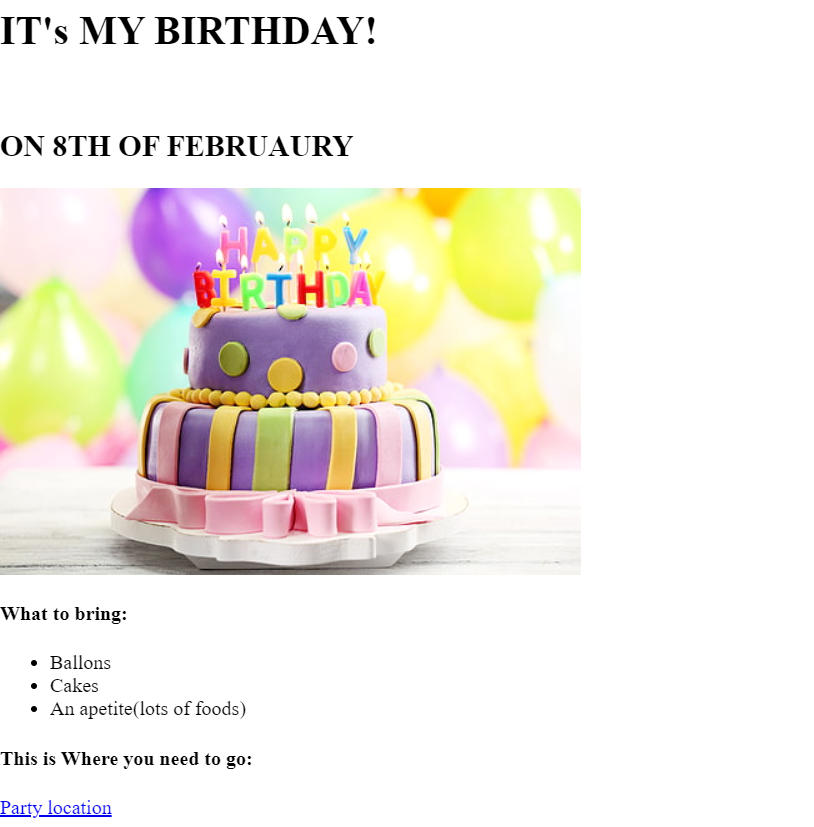 IT's MY BIRTHDAY!
ON 8TH OF FEBRUAURY
HAPPY
BIRTHDAY
What to bring:
Ballons
Cakes
An apetite(lots of foods)
This is Where you need to go:
Party location